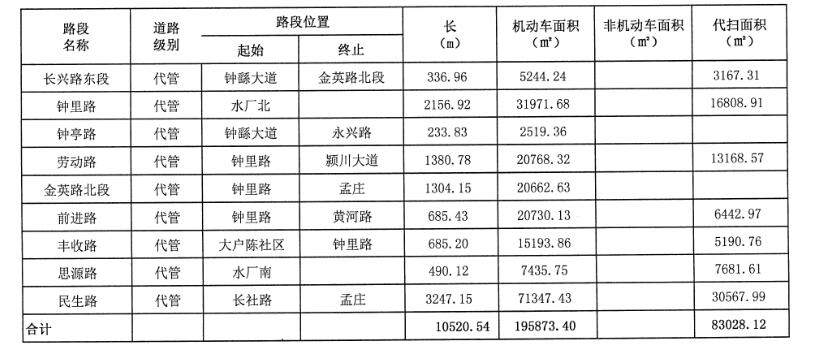 路段名称 道路级别 路段位置 长(m) 机动车面积(㎡) 非机动车面积(㎡) 代扫面积(㎡)
起始 终止
长兴路东段 代管 钟繇大道 金英路北段 336.96 5244.24 3167.31
钟里路 代管 水厂北 2156.92 31971.68 16808.91
钟亭路 代管 钟繇大道 永兴路 233.83 2519.36
劳动路 代管 钟里路 颍川大道 1380.78 20768.32 13168.57
金英路北段 代管 钟里路 孟庄 1304.15 20662.63
前进路 代管 钟里路 黄河路 685.43 20730.13 6442.97
丰收路 代管 大户陈社区 钟里路 685.20 15193.86 5190.76
思源路 代管 水厂南 490.12 7435.75 7681.61
民生路 代管 长社路 孟庄 3247.15 71347.43 30567.99
合计 10520.54 195873.40 83028.12